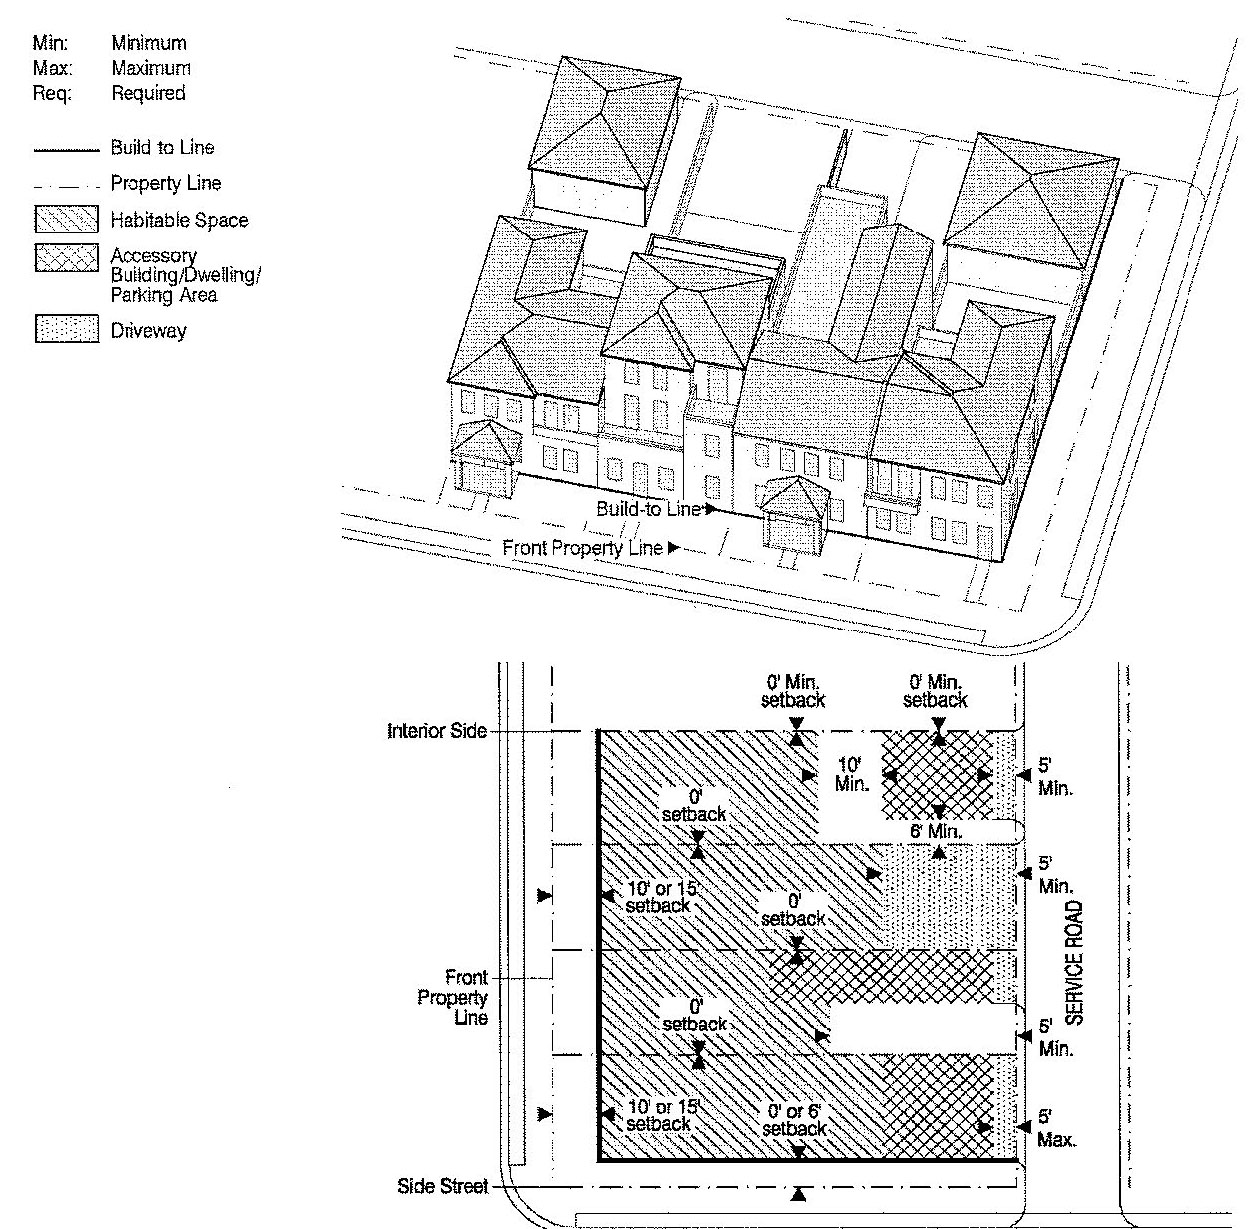 Min: Minimum
Max: Maximum
Req: Required
Build to Line
Property Line
Habitable Space
Accessory
Building/Dwelling/
Parking Area
Driveway
Build-to Line
Front Property Line
0' Min.
setback
0' Min.
setback
Interior Side
10'
Min.
5'
Min.
0'
setback
6' Min.
5'
Min.
10' or 15'
setback
0'
setback
SERVICE ROAD
Front
Property
Line
0'
setback
5'
Min.
10' or 15'
setback
0' or 6'
setback
5'
Max.
Side Street